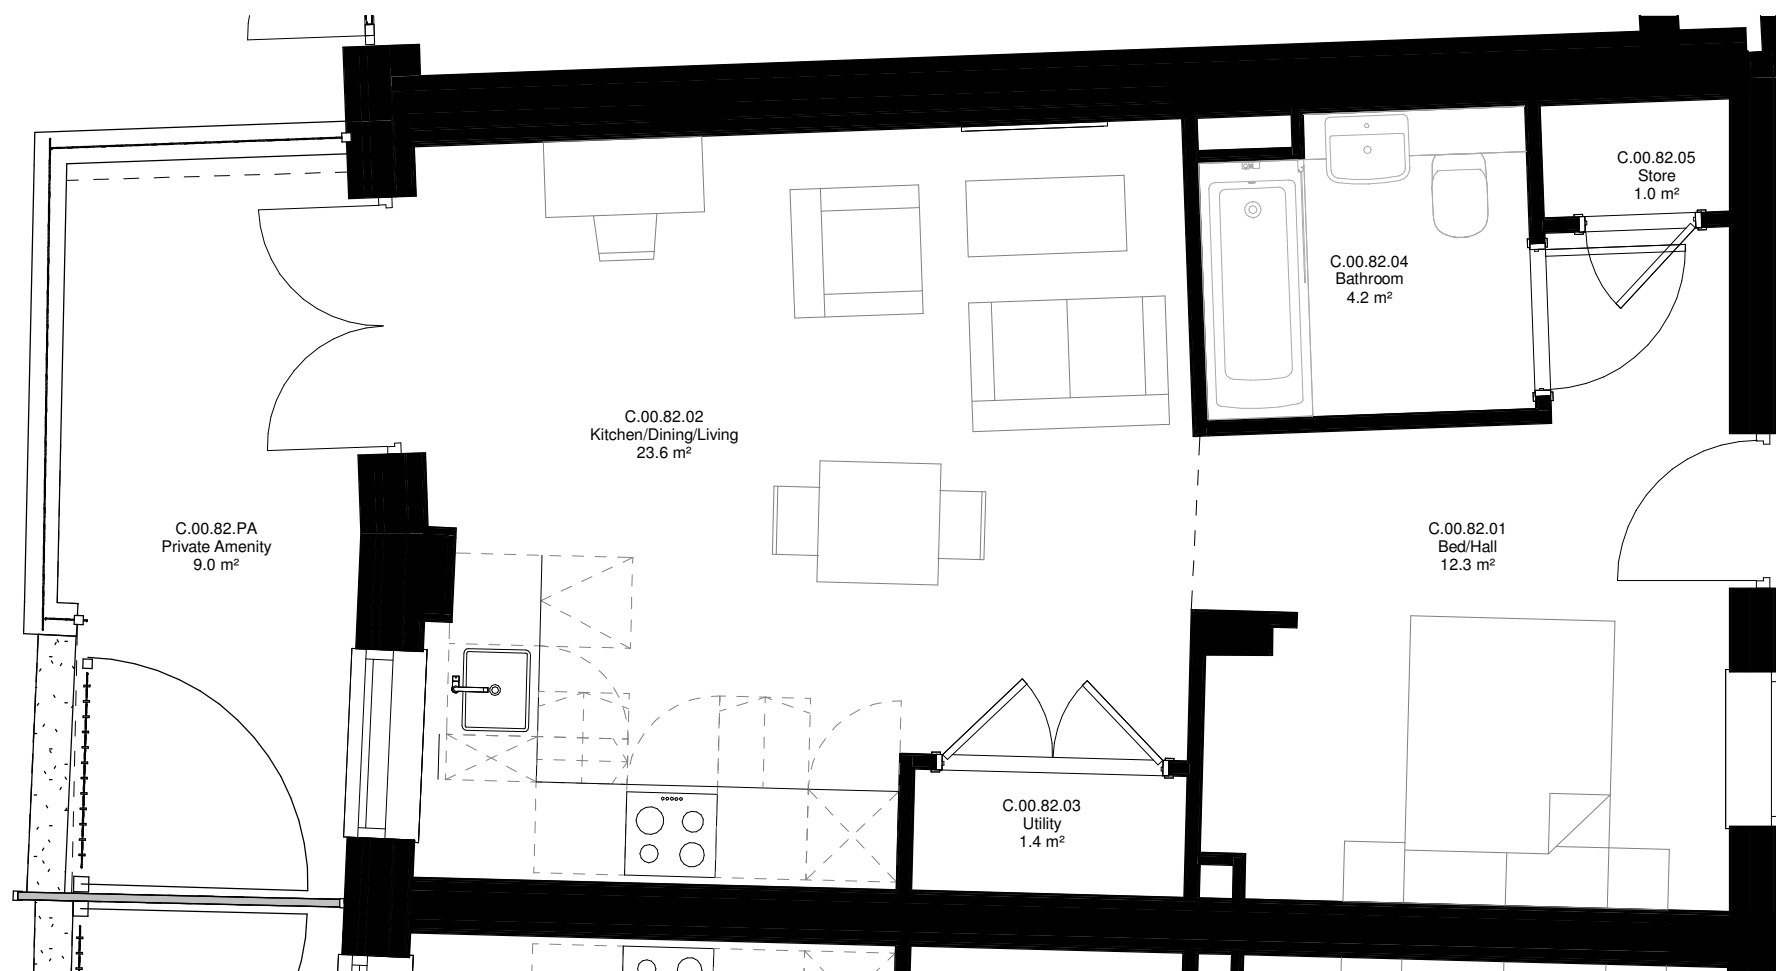 C.00.82.05
Store
1.0 m²
C.00.82.04
Bathroom
4.2 m²
C.00.82.02
Kitchen/Dining/Living
23.6 m²
C.00.82.PA
Private Amenity
9.0 m²
C.00.82.01
Bed/Hall
12.3 m²
C.00.82.03
Utility
1.4 m²